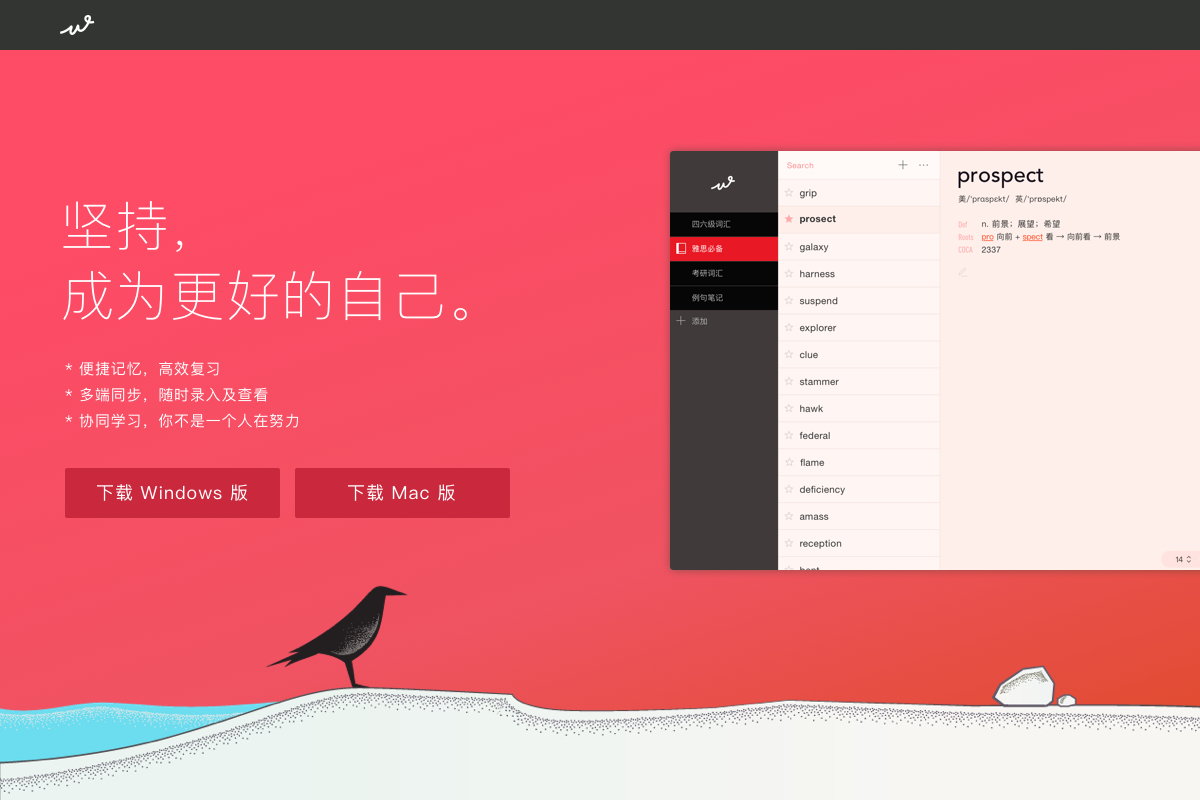 坚持,
成为更好的自己。
* 便捷记忆，高效复习
* 多端同步，随时录入及查看
* 协同学习，你不是一个人在努力
下载 Windows 版
下载 Mac 版
四六级词汇
雅思必备
考研词汇
例句笔记
添加
Search
grip
prosect
galaxy
harness
suspend
explorer
clue
stammer
hawk
federal
flame
deficiency
amass
reception
prospect
美/'prɑspɛkt/ 英/'prɒspekt/
Def n. 前景；展望；希望
Roots pro 向前 + spect 看 → 向前看 → 前景
COCA 2337
14